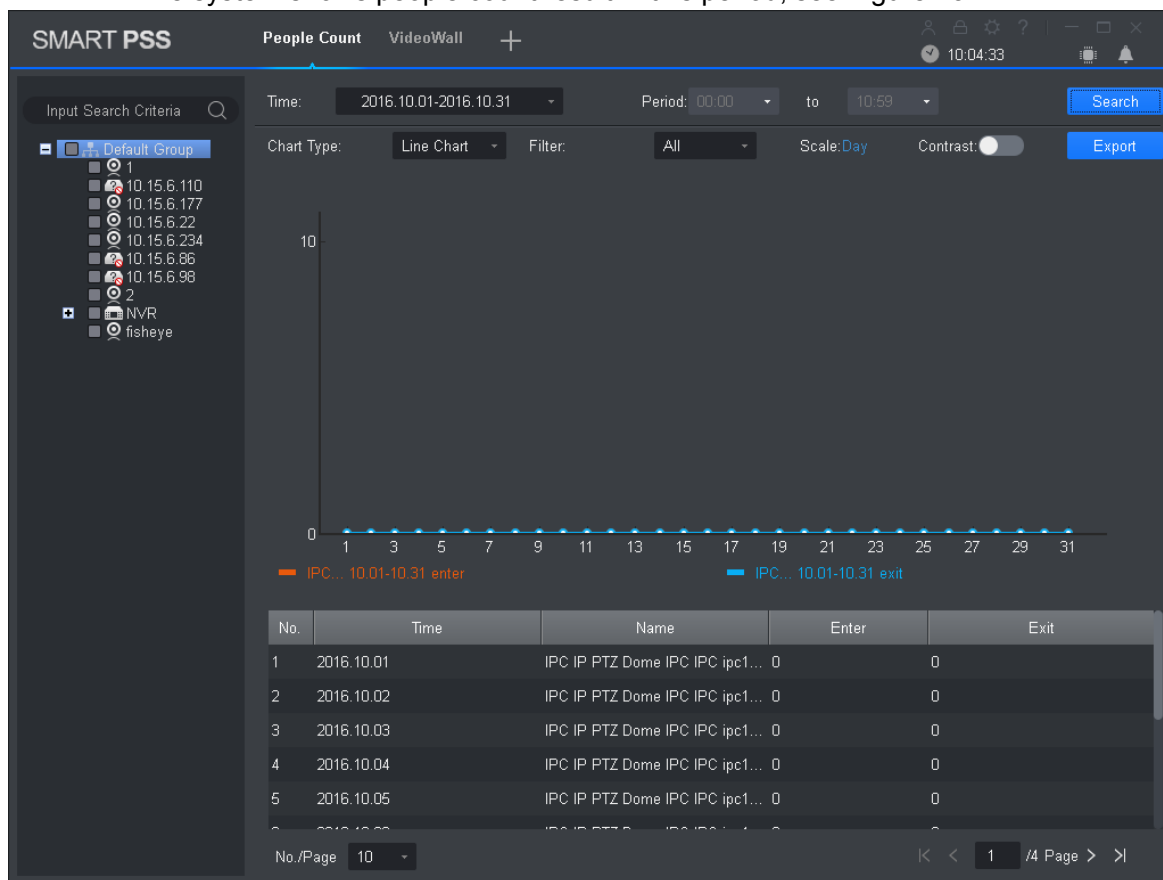 SMART PSS
People Count VideoWall
10:04:33
Input Search Criteria
Default Group
1
10.15.6.110
10.15.6.177
10.15.6.22
10.15.6.234
10.15.6.86
10.15.6.98
2
NVR
fisheye
Time: 2016.10.01-2016.10.31 Period: 00:00 to 10:59 Search
Chart Type: Line Chart Filter: All Scale:Day Contrast: Export
10
0
1 3 5 7 9 11 13 15 17 19 21 23 25 27 29 31
IPC... 10.01-10.31 enter IPC... 10.01-10.31 exit
No. Time Name Enter Exit
1 2016.10.01 IPC IP PTZ Dome IPC IPC ipc1... 0 0
2 2016.10.02 IPC IP PTZ Dome IPC IPC ipc1... 0 0
3 2016.10.03 IPC IP PTZ Dome IPC IPC ipc1... 0 0
4 2016.10.04 IPC IP PTZ Dome IPC IPC ipc1... 0 0
5 2016.10.05 IPC IP PTZ Dome IPC IPC ipc1... 0 0
No./Page 10 1 /4 Page